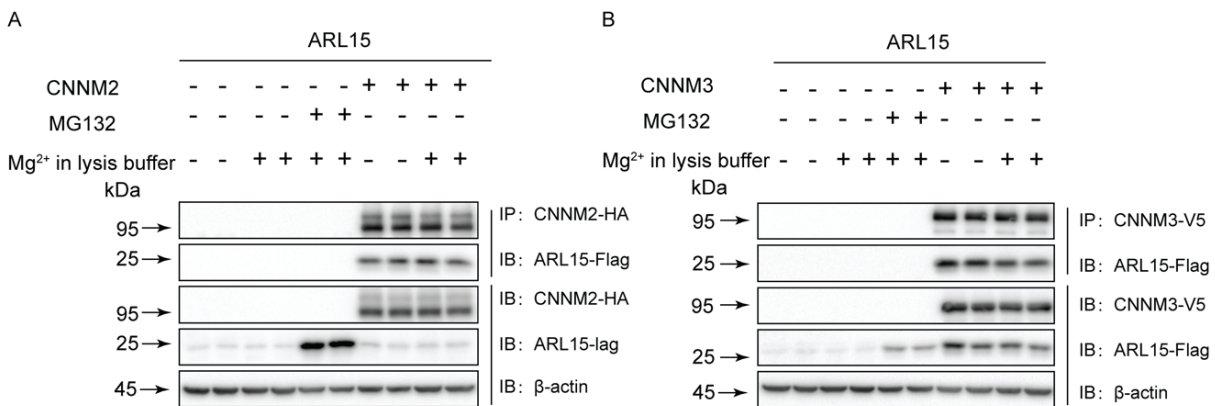 A
ARL15
CNNM2 - - - - - - + + + +
MG132 + +
Mg2+ in lysis buffer - - + + + + - - + +
kDa
95 IP: CNNM2-HA
25 IB: ARL15-Flag
95 IB: CNNM2-HA
25 IB: ARL15-lag
45 IB: β-actin
B
ARL15
CNNM3 - - - - - - + + + +
MG132 - - - - + + - - - -
Mg2+ in lysis buffer - - + + + + - - + +
kDa
95 IP: CNNM3-V5
25 IB: ARL15-Flag
95 IB: CNNM3-V5
25 IB: ARL15-Flag
45 IB: β-actin